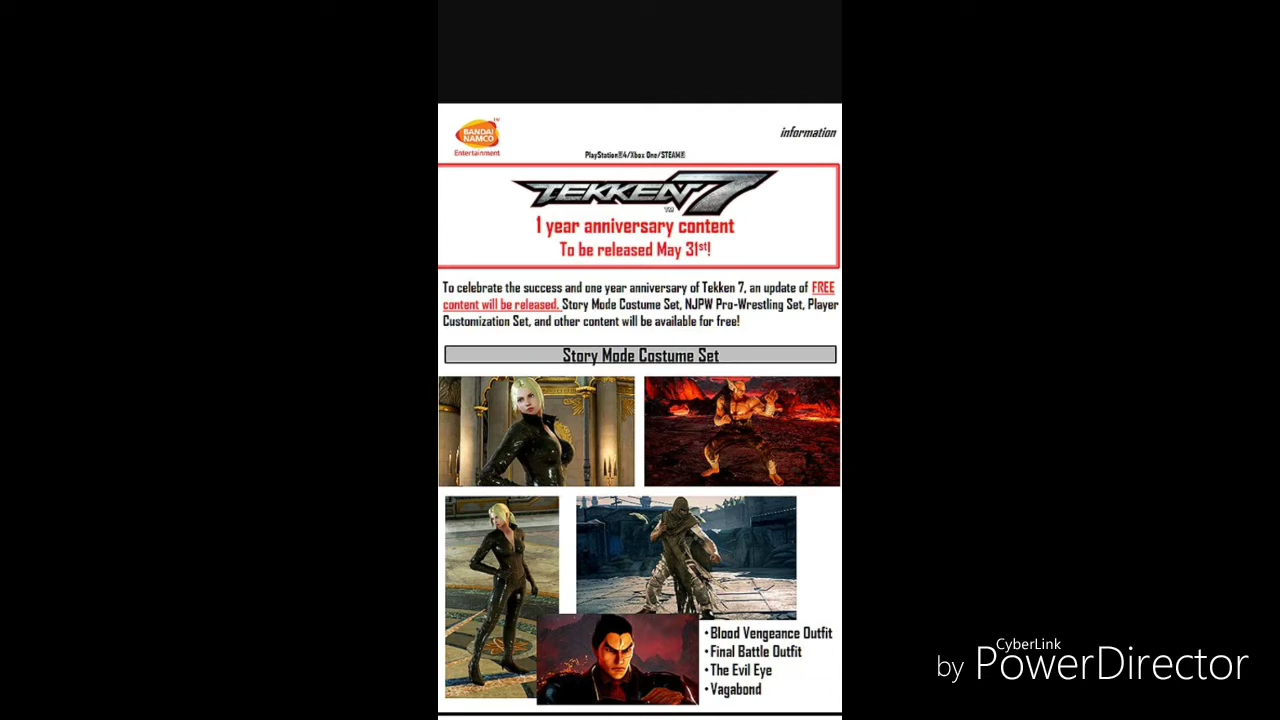 BANDAI
NAMCO
Entertainment
information
PlayStation®4/Xbox One/STEAM®
TEKKEN 7
TM
1 year anniversary content
To be released May 31st!
To celebrate the success and one year anniversary of Tekken 7, an update of FREE
content will be released. Story Mode Costume Set, NJPW Pro-Wrestling Set, Player
Customization Set, and other content will be available for free!
Story Mode Costume Set
• Blood Vengeance Outfit
• Final Battle Outfit
• The Evil Eye
• Vagabond
CyberLink
by PowerDirector